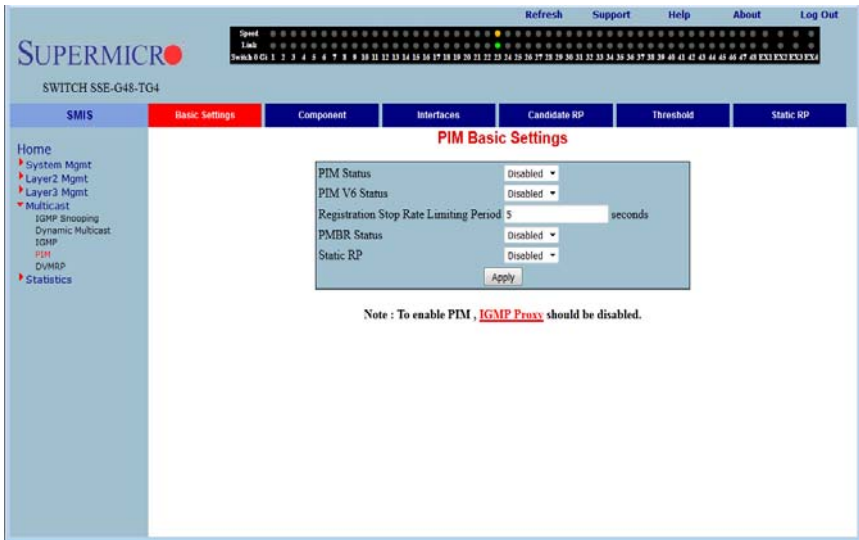 Refresh Support Help About Log Out
SUPERMICR
SWITCH SSE-G48-TG4
Speed
Link
Switch 0 Gi 1 2 3 4 5 6 7 8 9 10 11 12 13 14 15 16 17 18 19 20 21 22 23 24 25 26 27 28 29 30 31 32 33 34 35 36 37 38 39 40 41 42 43 44 45 46 47 48 EX1 EX2 EX3 EX4
SMIS
Basic Settings Component Interfaces Candidate RP Threshold Static RP
Home
System Mgmt
Layer2 Mgmt
Layer3 Mgmt
Multicast
IGMP Snooping
Dynamic Multicast
IGMP
PIM
DVMRP
Statistics
PIM Basic Settings
PIM Status Disabled
PIM V6 Status Disabled
Registration Stop Rate Limiting Period 5 seconds
PMBR Status Disabled
Static RP Disabled
Apply
Note : To enable PIM , IGMP Proxy should be disabled.